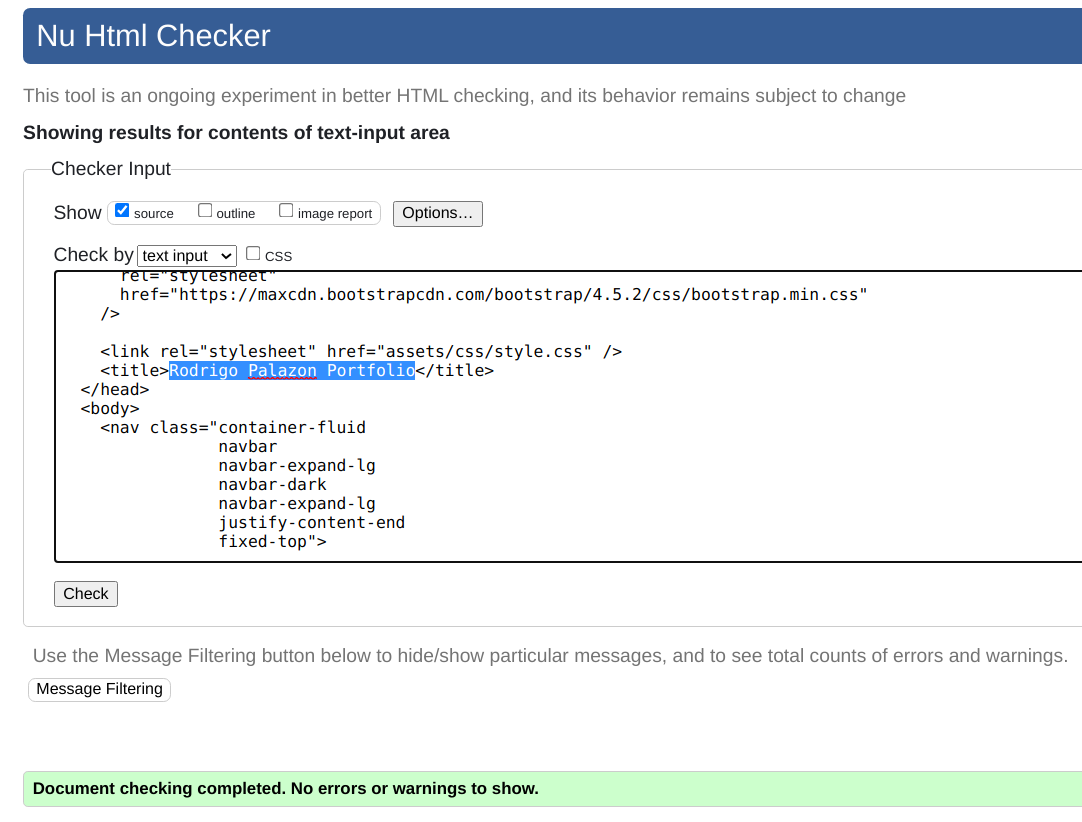 Nu Html Checker
This tool is an ongoing experiment in better HTML checking, and its behavior remains subject to change
Showing results for contents of text-input area
Checker Input
Show source outline image report Options…
Check by text input CSS
rel="stylesheet"
href="https://maxcdn.bootstrapcdn.com/bootstrap/4.5.2/css/bootstrap.min.css"
/>
<link rel="stylesheet" href="assets/css/style.css" />
<title>Rodrigo Palazon Portfolio</title>
</head>
<body>
<nav class="container-fluid
navbar
navbar-expand-lg
navbar-dark
navbar-expand-lg
justify-content-end
fixed-top">
Check
Use the Message Filtering button below to hide/show particular messages, and to see total counts of errors and warnings.
Message Filtering
Document checking completed. No errors or warnings to show.